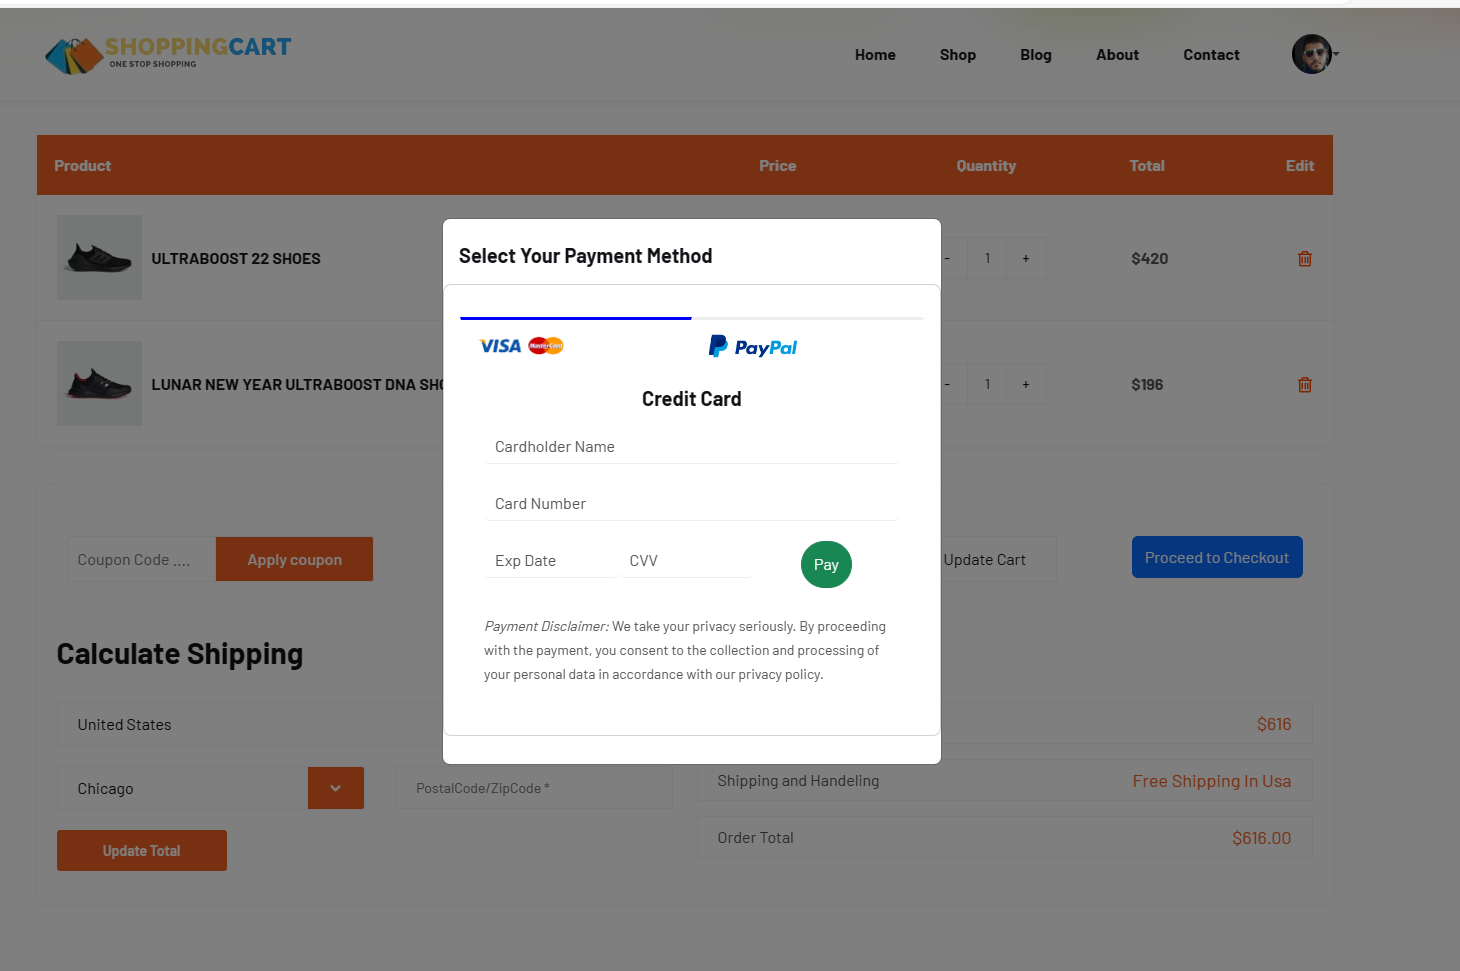 SHOPPINGCART
ONE STOP SHOPPING
Home Shop Blog About Contact
Product Price Quantity Total Edit
ULTRABOOST 22 SHOES - 1 + $420
LUNAR NEW YEAR ULTRABOOST DNA - 1 + $196
Select Your Payment Method
VISA MasterCard PayPal
Credit Card
Cardholder Name
Card Number
Exp Date CVV Pay
Payment Disclaimer: We take your privacy seriously. By proceeding
with the payment, you consent to the collection and processing of
your personal data in accordance with our privacy policy.
Coupon Code .... Apply coupon Update Cart Proceed to Checkout
Calculate Shipping
United States
Chicago PostalCode/ZipCode *
Update Total
$616
Shipping and Handeling Free Shipping In Usa
Order Total $616.00